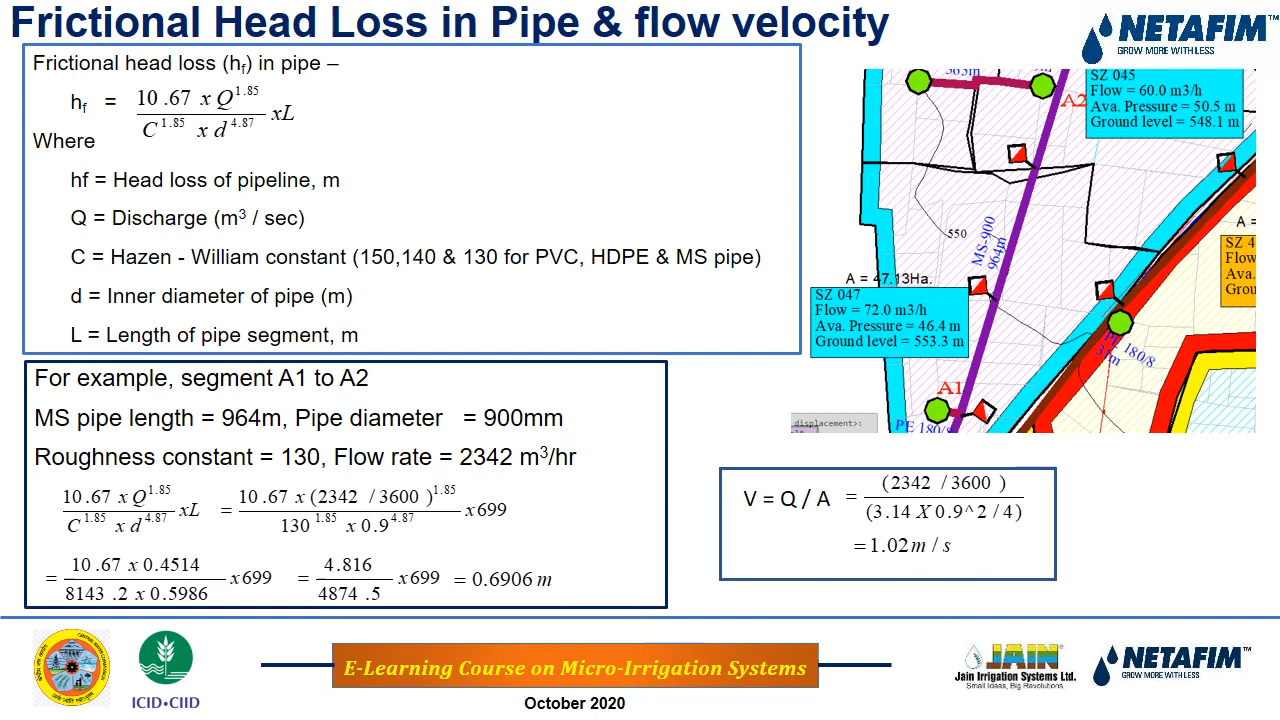 Frictional Head Loss in Pipe & flow velocity
NETAFIM™
GROW MORE WITH LESS
Frictional head loss (hf) in pipe –
hf = 10 .67 x Q^1.85 / C^1.85 x d^4.87 xL
Where
hf = Head loss of pipeline, m
Q = Discharge (m³ / sec)
C = Hazen - William constant (150,140 & 130 for PVC, HDPE & MS pipe)
d = Inner diameter of pipe (m)
L = Length of pipe segment, m
A2
SZ 045
Flow = 60.0 m3/h
Ava. Pressure = 50.5 m
Ground level = 548.1 m
550
MS-900
964m
A = 47.13Ha.
SZ 047
Flow = 72.0 m3/h
Ava. Pressure = 46.4 m
Ground level = 553.3 m
A =
SZ 4
Flow
Ava.
Grou
PE 180/8
A1
PE 180/8
displacement>:
For example, segment A1 to A2
MS pipe length = 964m, Pipe diameter = 900mm
Roughness constant = 130, Flow rate = 2342 m³/hr
10 .67 x Q^1.85 / C^1.85 x d^4.87 xL = 10 .67 x (2342 / 3600 )^1.85 / 130^1.85 x 0.9^4.87 x 699
= 10 .67 x 0.4514 / 8143 .2 x 0.5986 x 699 = 4.816 / 4874 .5 x 699 = 0.6906 m
V = Q / A = (2342 / 3600 ) / (3.14 X 0.9^2 / 4)
= 1.02 m / s
ICID•CIID
E-Learning Course on Micro-Irrigation Systems
October 2020
JAIN®
Jain Irrigation Systems Ltd.
Small Ideas, Big Revolutions.
NETAFIM™
GROW MORE WITH LESS